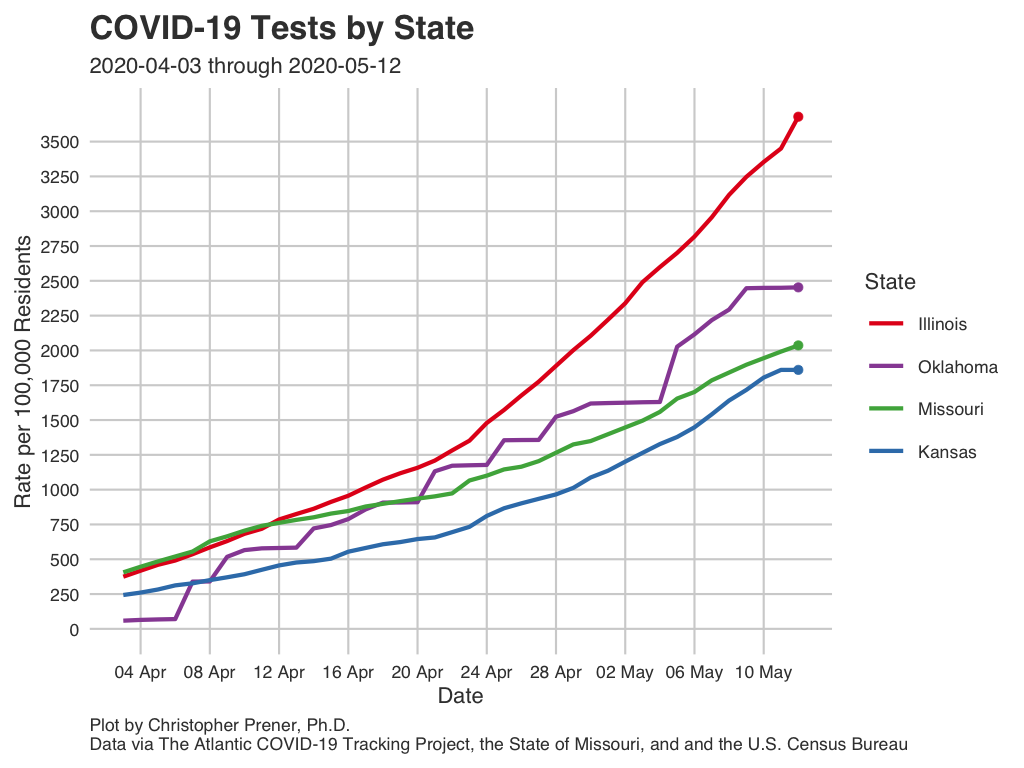 COVID-19 Tests by State
2020-04-03 through 2020-05-12
Rate per 100,000 Residents
3500
3250
3000
2750
2500
2250
2000
1750
1500
1250
1000
750
500
250
0
04 Apr 08 Apr 12 Apr 16 Apr 20 Apr 24 Apr 28 Apr 02 May 06 May 10 May
Date
State
Illinois
Oklahoma
Missouri
Kansas
Plot by Christopher Prener, Ph.D.
Data via The Atlantic COVID-19 Tracking Project, the State of Missouri, and and the U.S. Census Bureau